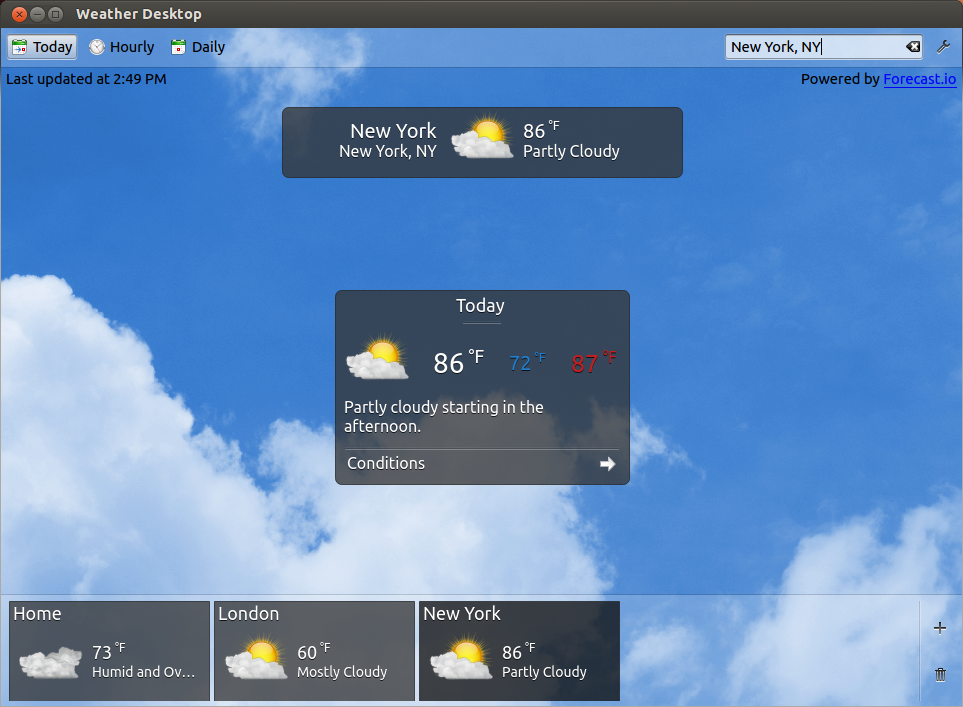 Weather Desktop
Today Hourly Daily New York, NY
Last updated at 2:49 PM Powered by Forecast.io
New York 86 °F
New York, NY Partly Cloudy
Today
86 °F 72 °F 87 °F
Partly cloudy starting in the
afternoon.
Conditions
Home
73 °F
Humid and Ov...
London
60 °F
Mostly Cloudy
New York
86 °F
Partly Cloudy